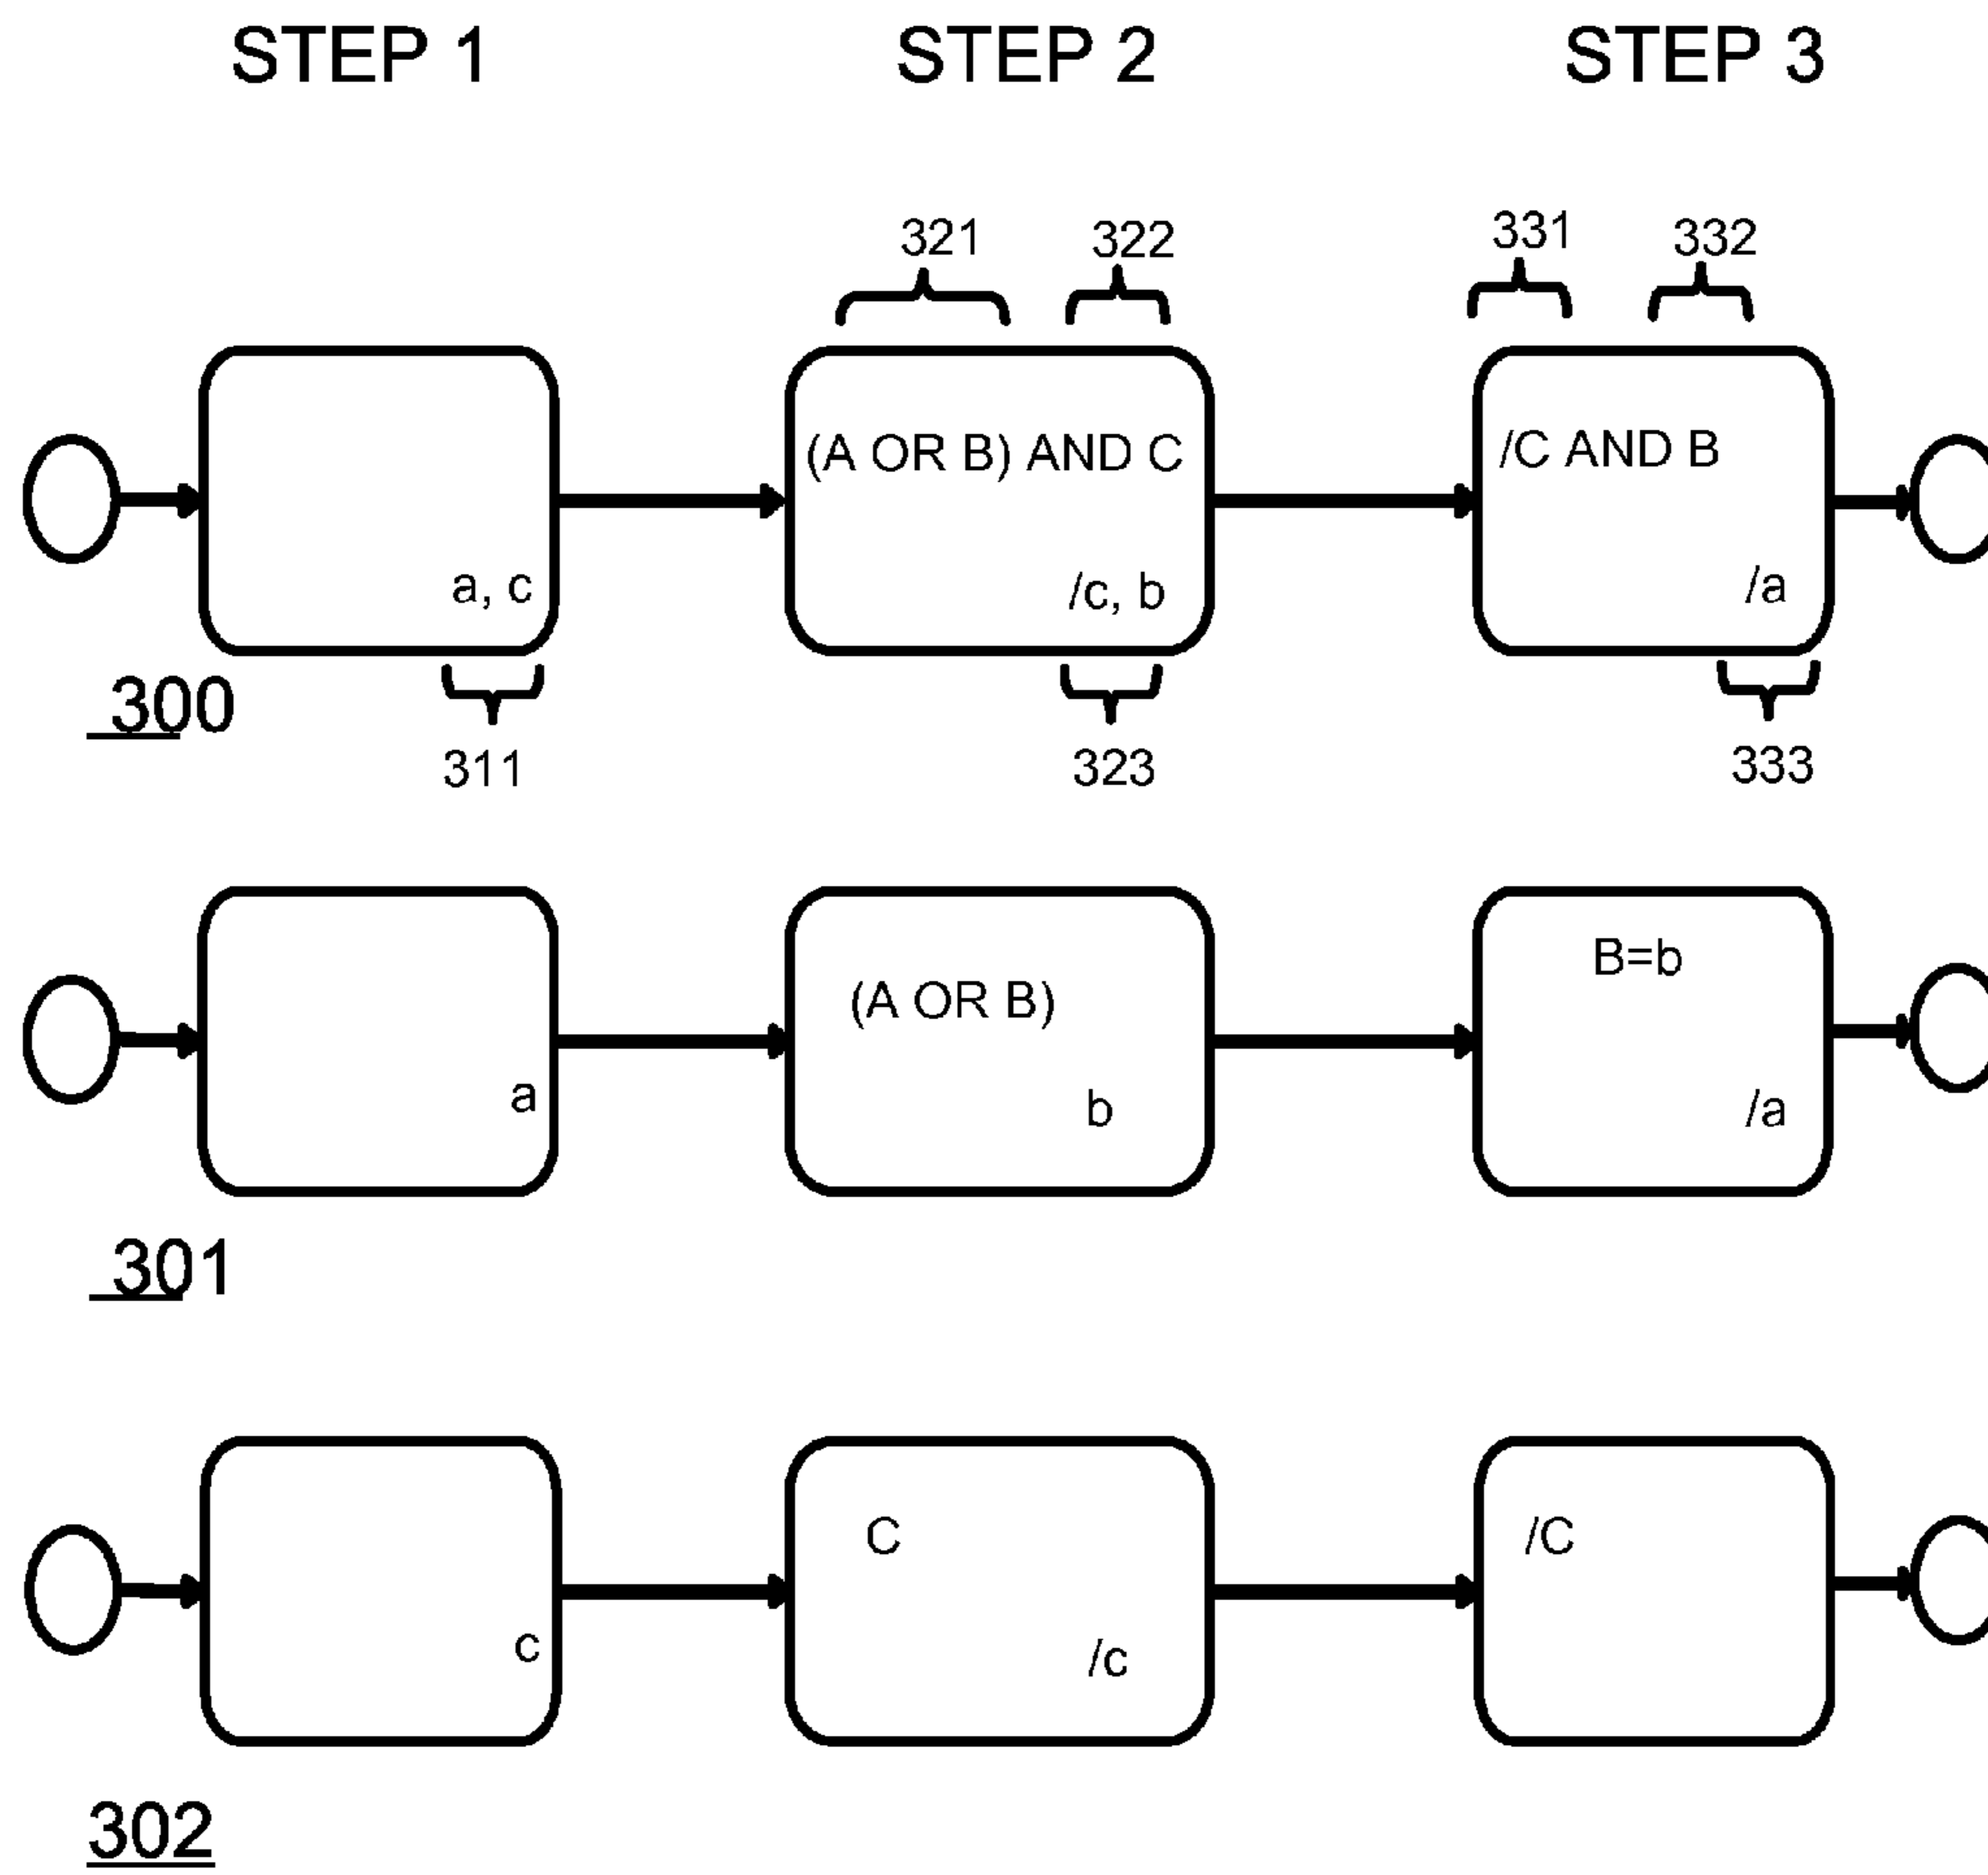 STEP 1 STEP 2 STEP 3
321 322 331 332
(A OR B) AND C /C AND B
a, c /c, b /a
300
311 323 333
B=b
(A OR B)
a b /a
301
C /C
c /c
302